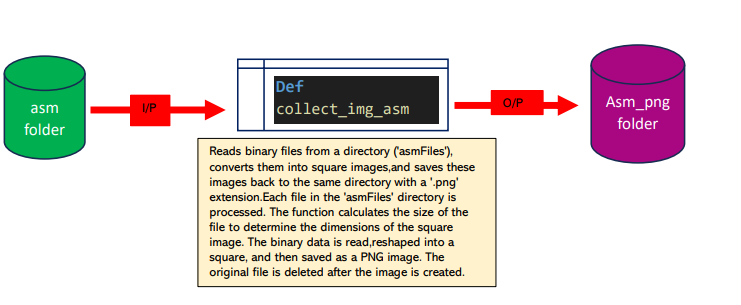 asm
folder
I/P
Def
collect_img_asm
O/P
Asm_png
folder
Reads binary files from a directory ('asmFiles'),
converts them into square images,and saves these
images back to the same directory with a '.png'
extension.Each file in the 'asmFiles' directory is
processed. The function calculates the size of the
file to determine the dimensions of the square
image. The binary data is read,reshaped into a
square, and then saved as a PNG image. The
original file is deleted after the image is created.